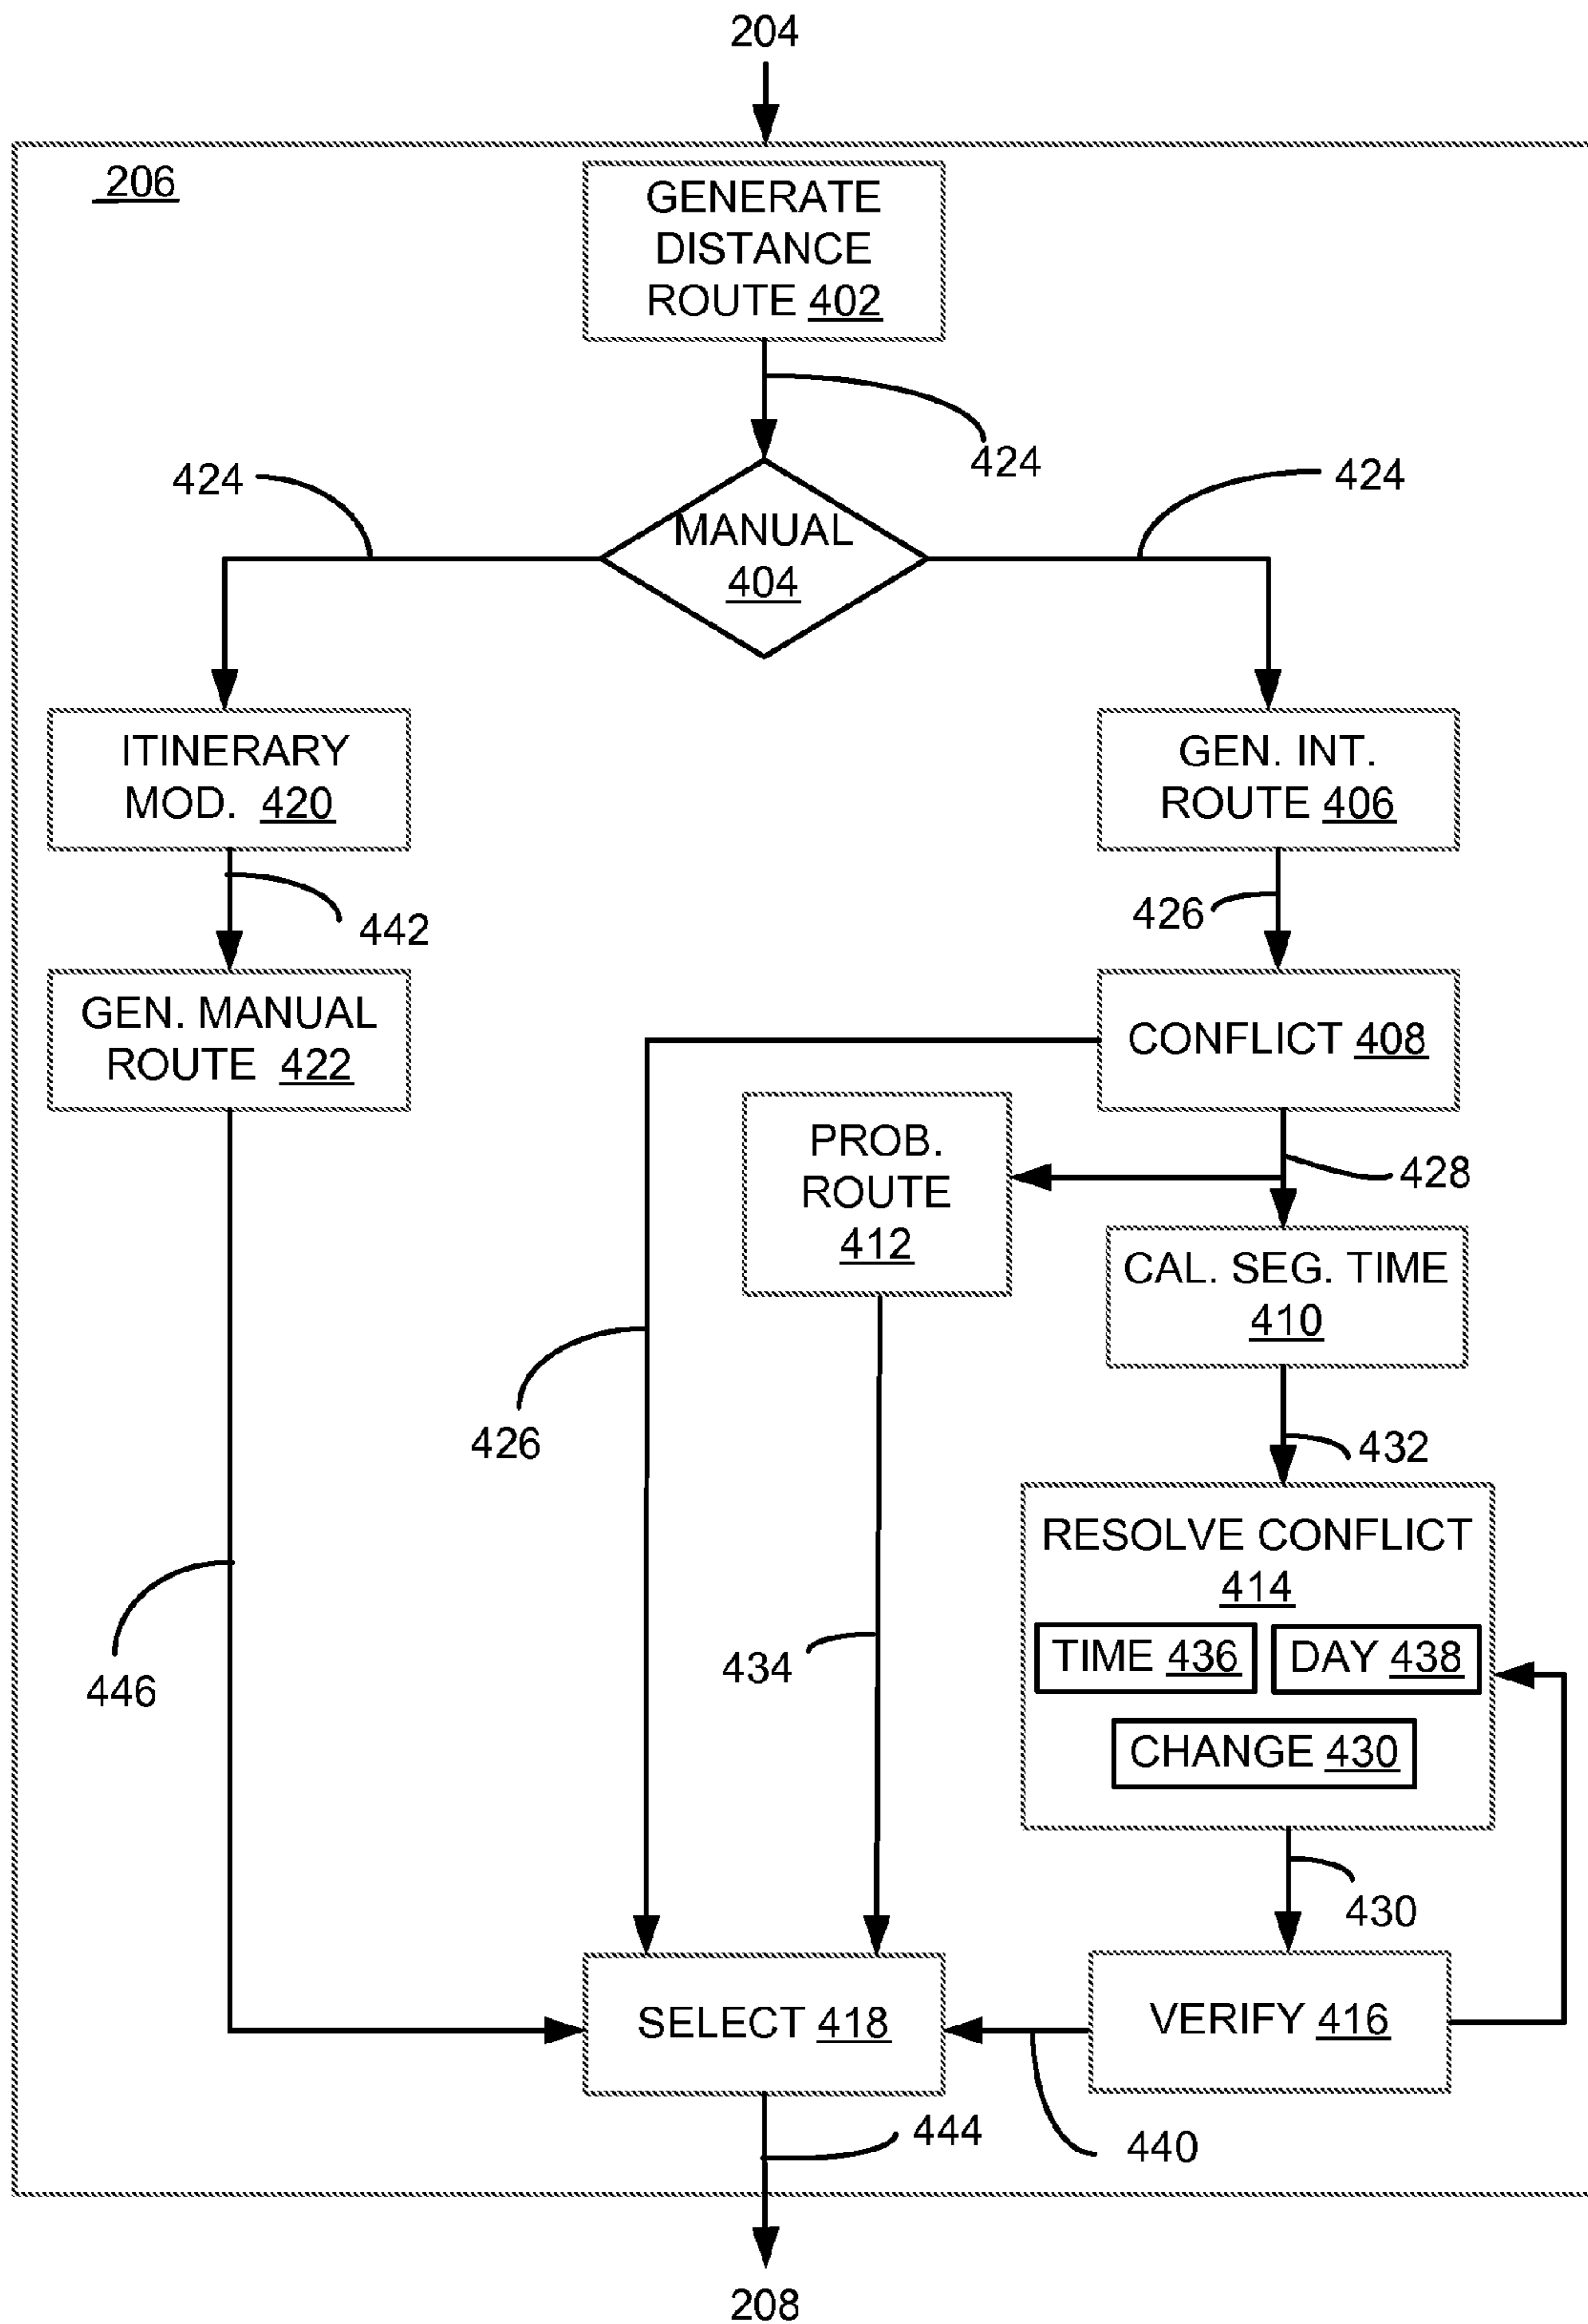 204
206
GENERATE
DISTANCE
ROUTE 402
424
424
424
MANUAL
404
ITINERARY
MOD. 420
GEN. INT.
ROUTE 406
442
426
GEN. MANUAL
ROUTE 422
CONFLICT 408
PROB.
ROUTE
412
428
CAL. SEG. TIME
410
426
432
RESOLVE CONFLICT
414
TIME 436
DAY 438
CHANGE 430
446
434
430
SELECT 418
VERIFY 416
444
440
208